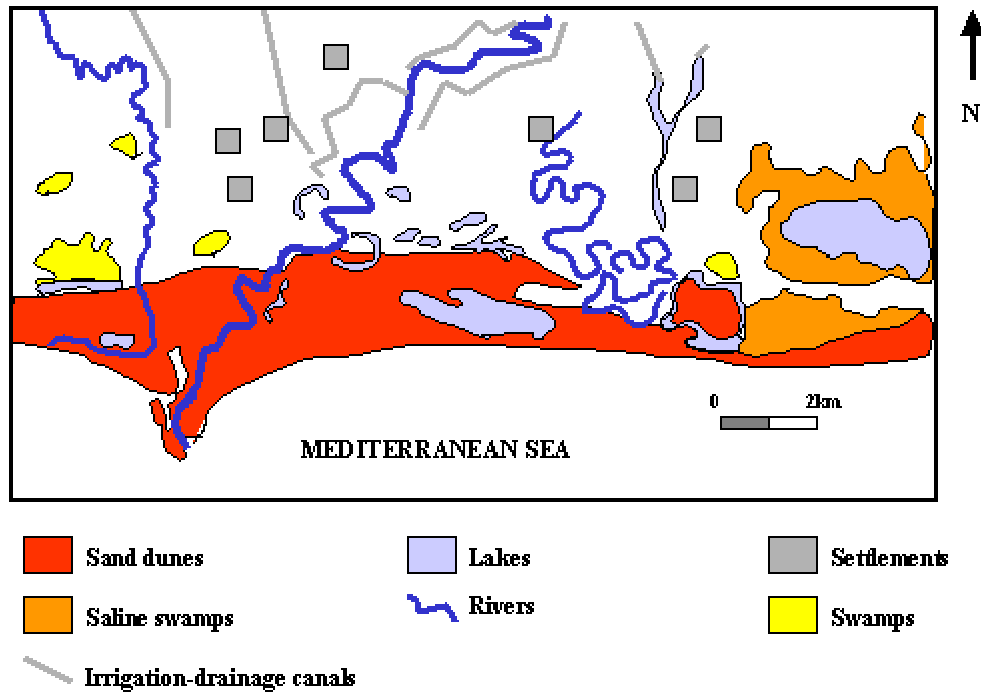 N
0 2km.
MEDITERRANEAN SEA
Sand dunes
Lakes
Settlements
Saline swamps
Rivers
Swamps
Irrigation-drainage canals